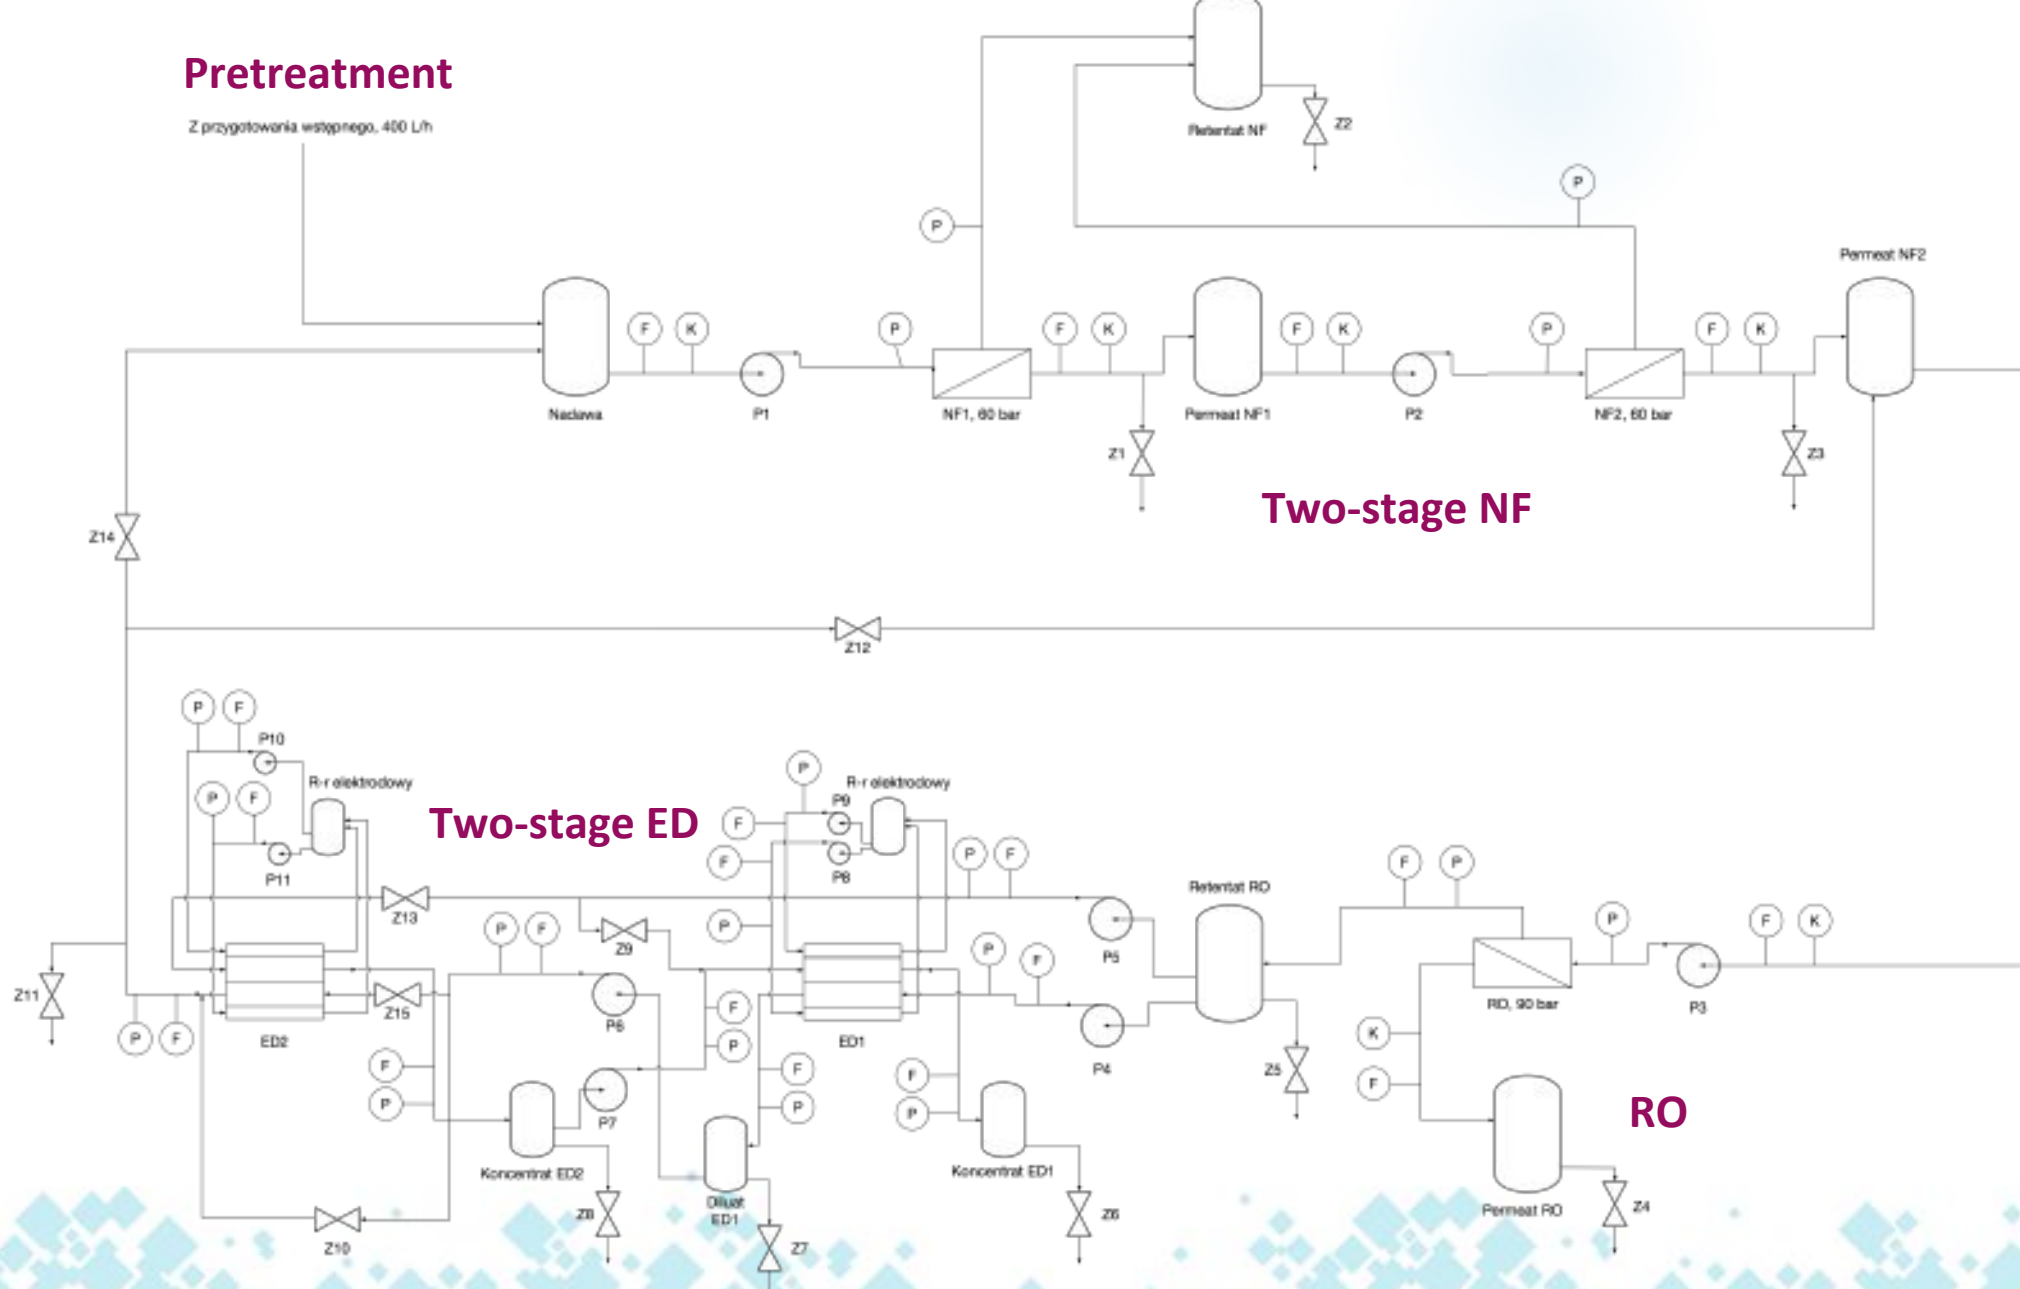 Pretreatment
Z przygotowania wstępnego, 400 L/h
Retentat NF
Z2
P
P
Permeat NF2
F
K
P
F
K
F
K
P
F
K
Nadawa
P1
NF1, 60 bar
Permeat NF1
P2
NF2, 60 bar
Z1
Z3
Two-stage NF
Z14
Z12
P
F
P10
R-r elektrodowy
P
F
P11
Two-stage ED
P
R-r elektrodowy
P9
F
F
P8
P
F
Retentat RO
F
P
Z13
Z9
P
F
P
P
F
P5
P
F
K
Z11
Z15
P6
F
P
P
F
ED2
ED1
P4
RO, 90 bar
P3
K
F
P
F
P
F
P
Z5
F
P7
RO
Koncentrat ED2
Koncentrat ED1
Diluat
ED1
Permeat RO
Z4
Z8
Z6
Z10
Z7